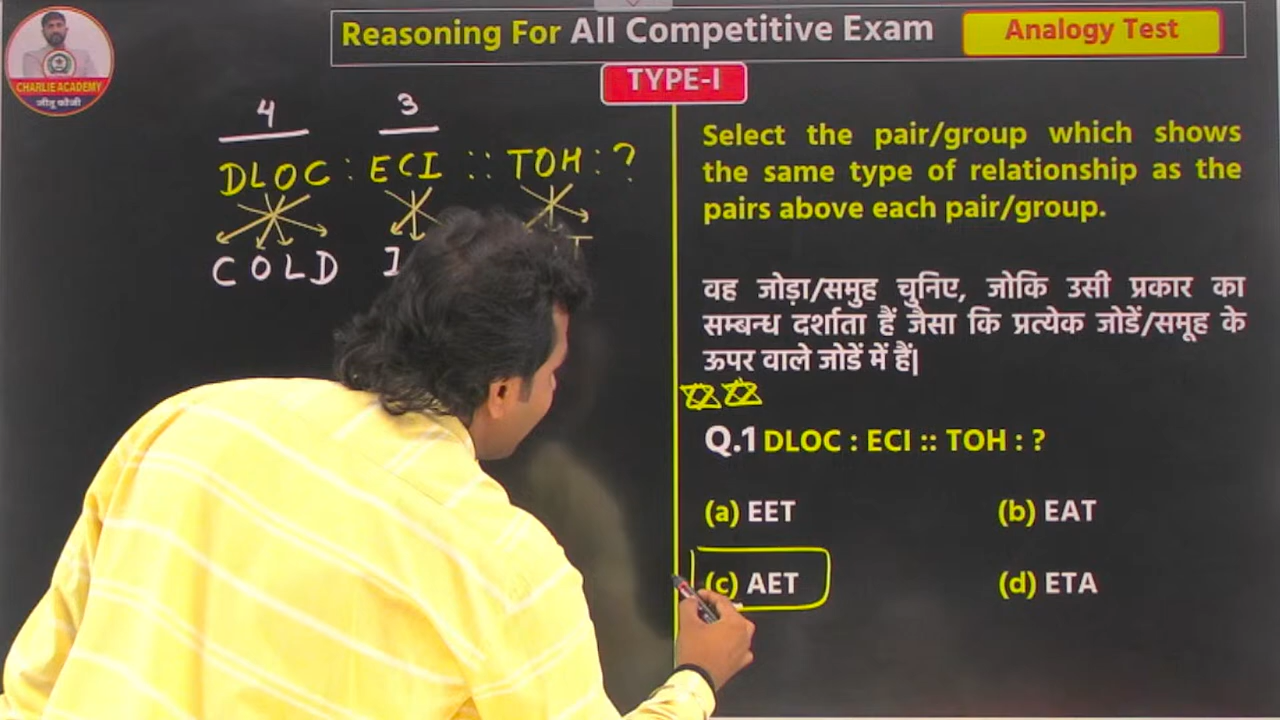 Reasoning For All Competitive Exam
Analogy Test
CHARLIE ACADEMY
जीतू फौजी
TYPE-I
4 3
DLOC : ECI :: TOH : ?
COLD I T
Select the pair/group which shows
the same type of relationship as the
pairs above each pair/group.
वह जोड़ा/समुह चुनिए, जोकि उसी प्रकार का
सम्बन्ध दर्शाता हैं जैसा कि प्रत्येक जोडें/समूह के
ऊपर वाले जोडें में हैं|
Q.1 DLOC : ECI :: TOH : ?
(a) EET (b) EAT
(c) AET (d) ETA